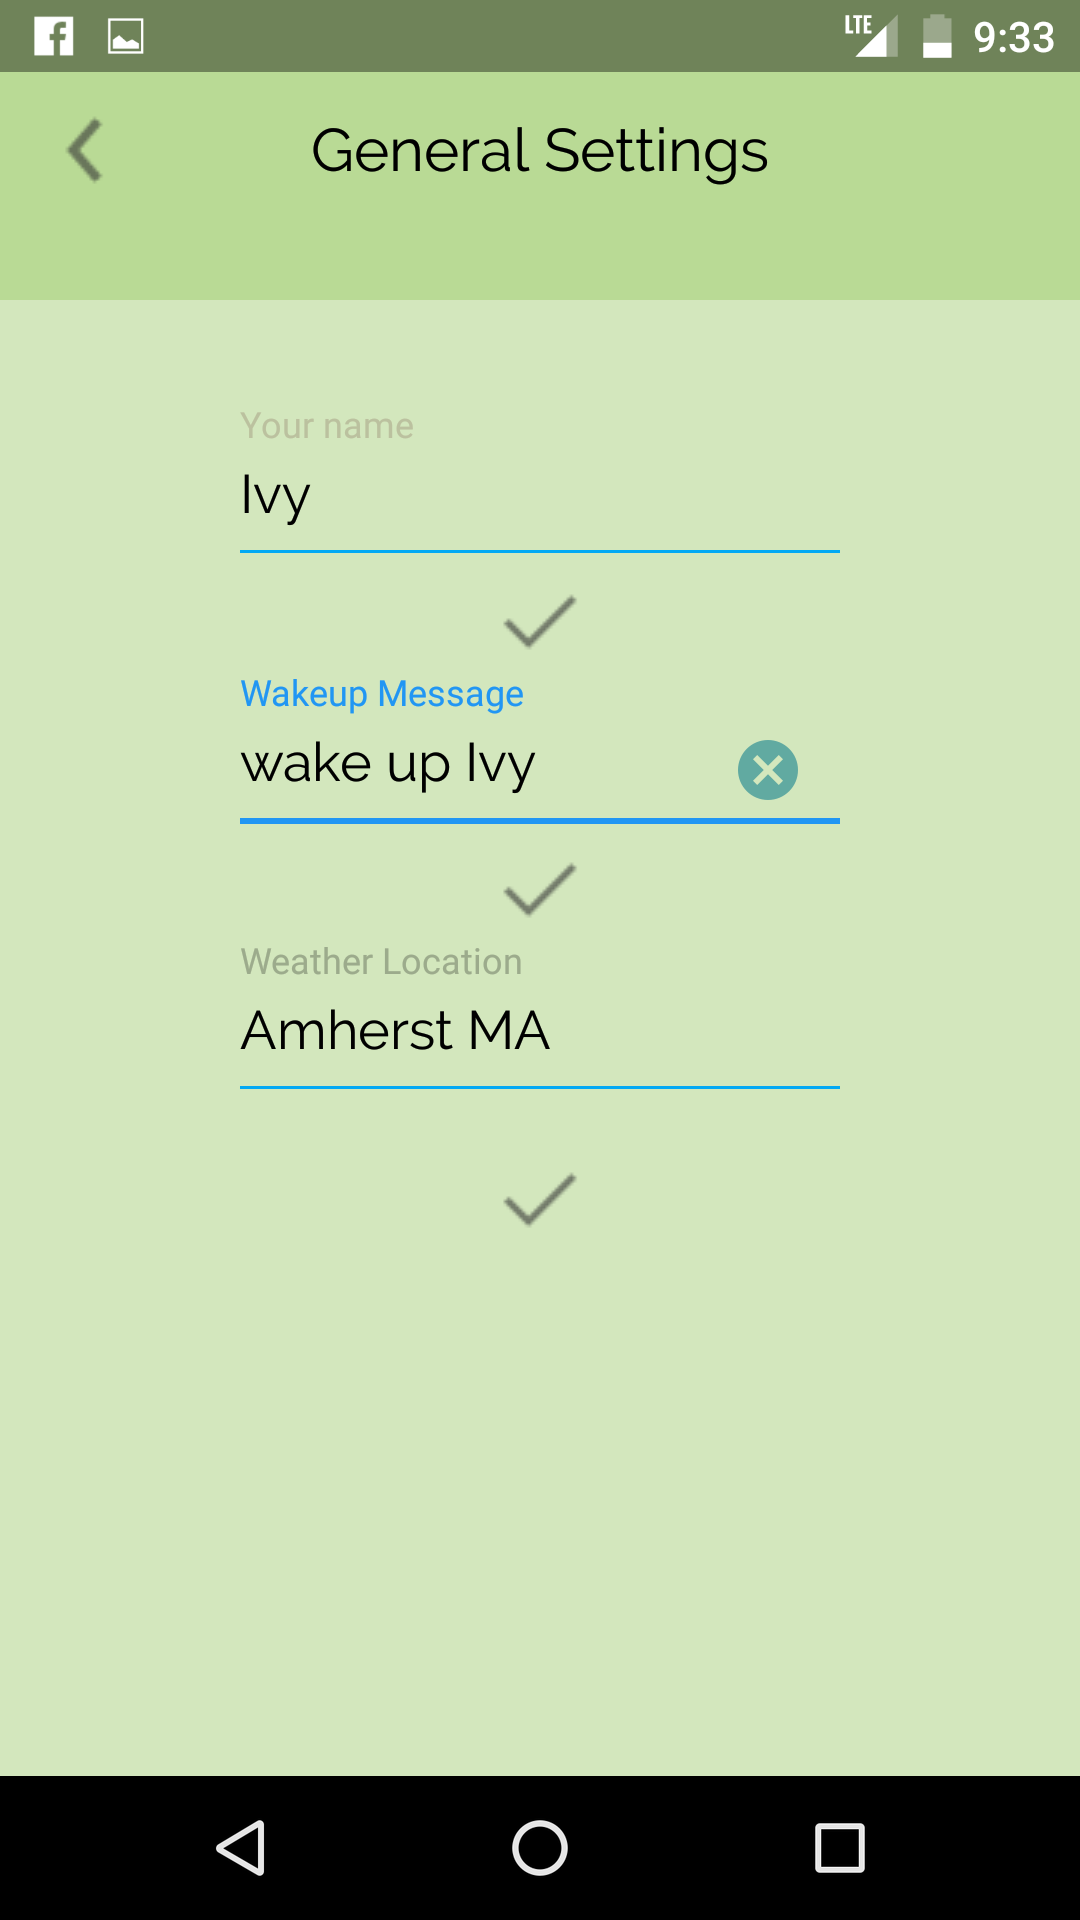 LTE 9:33
General Settings
Your name
Ivy
Wakeup Message
wake up Ivy
Weather Location
Amherst MA